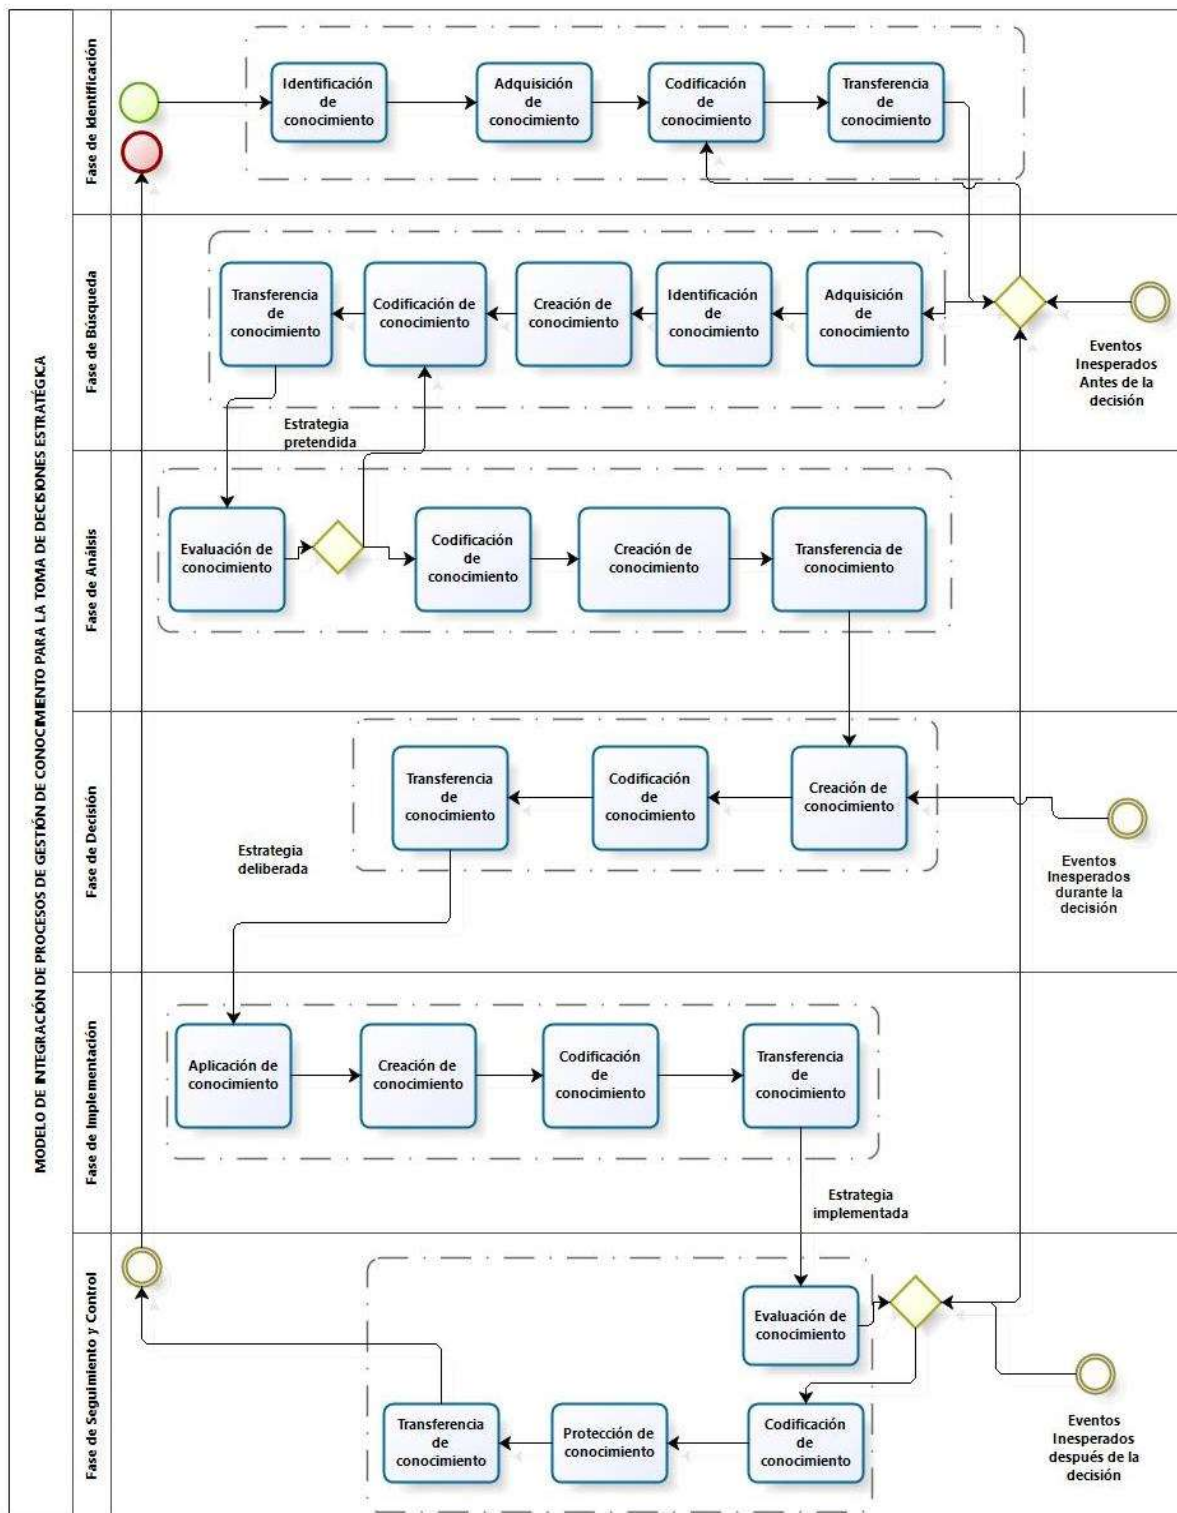 MODELO DE INTEGRACIÓN DE PROCESOS DE GESTIÓN DE CONOCIMIENTO PARA LA TOMA DE DECISIONES ESTRATÉGICA
Fase de Identificación
Identificación
de
conocimiento
Adquisición
de
conocimiento
Codificación
de
conocimiento
Transferencia
de
conocimiento
Fase de Búsqueda
Transferencia
de
conocimiento
Codificación de
conocimiento
Creación de
conocimiento
Identificación
de
conocimiento
Adquisición
de
conocimiento
Eventos
Inesperados
Antes de la
decisión
Estrategia
pretendida
Fase de Análsis
Evaluación de
conocimiento
Codificación
de
conocimiento
Creación de
conocimiento
Transferencia de
conocimiento
Fase de Decisión
Transferencia
de
conocimiento
Codificación
de
conocimiento
Creación de
conocimiento
Eventos
Inesperados
durante la
decisión
Estrategia
deliberada
Fase de Implementación
Aplicación de
conocimiento
Creación de
conocimiento
Codificación
de
conocimiento
Transferencia
de
conocimiento
Estrategia
implementada
Fase de Seguimiento y Control
Evaluación de
conocimiento
Transferencia
de
conocimiento
Protección de
conocimiento
Codificación
de
conocimiento
Eventos
Inesperados
después de la
decisión